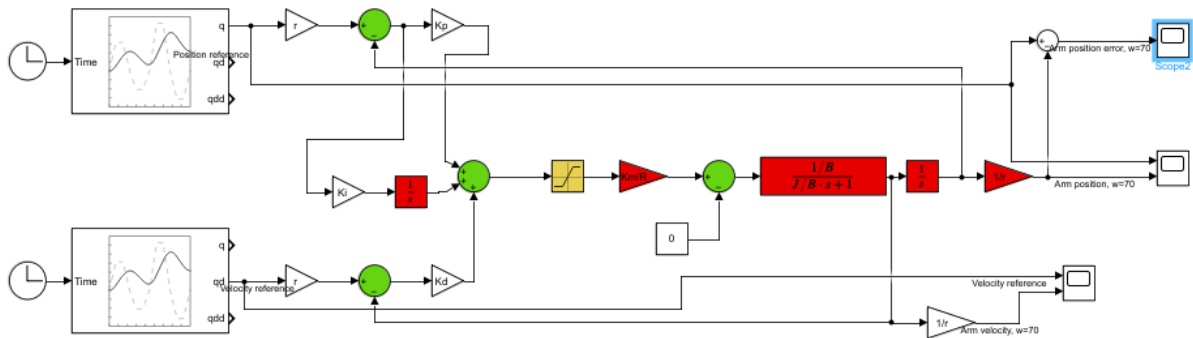 Time
q
qd
qdd
Position reference
r
+
−
Kp
+
−
Arm position error, w=70
Scope2
Ki
1
s
+
+
+
Km/R
+
−
1/B
J/B · s + 1
1
s
1/r
Arm position, w=70
0
Time
q
qd
qdd
Velocity reference
r
+
−
Kd
Velocity reference
1/r
Arm velocity, w=70